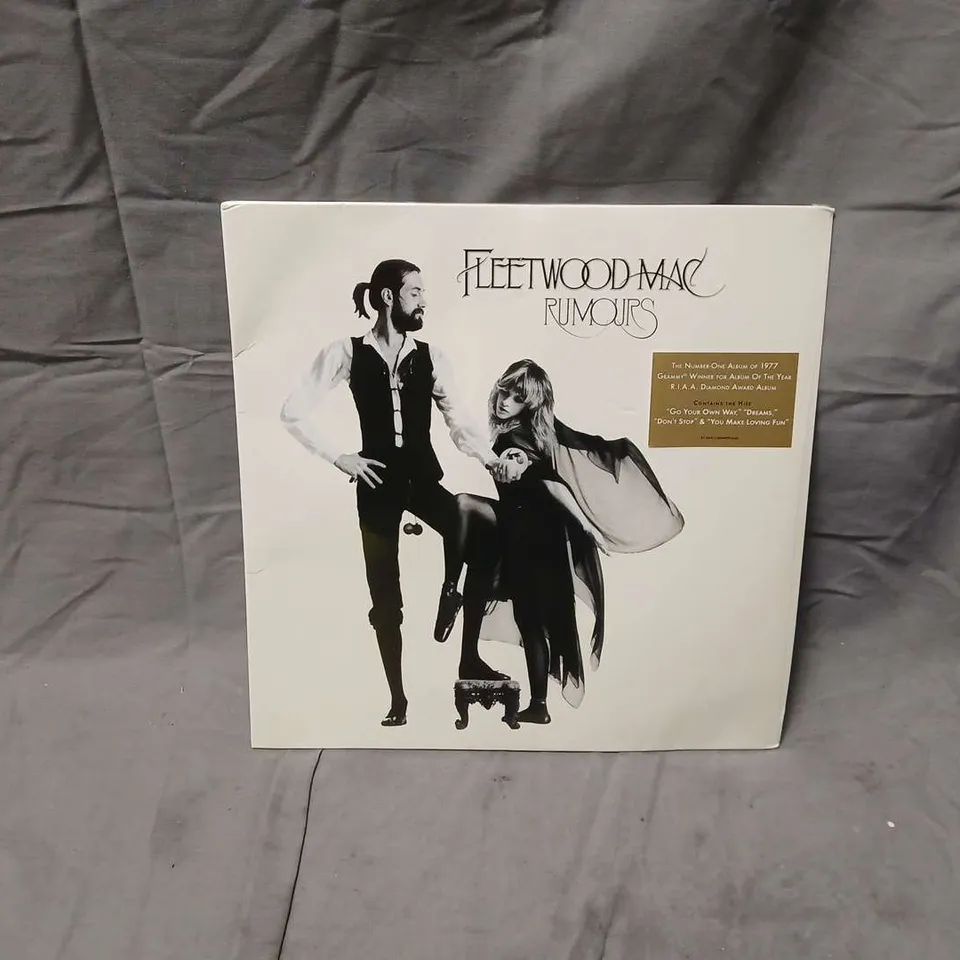 FLEETWOOD MAC
RUMOURS
THE NUMBER-ONE ALBUM OF 1977
GRAMMY® WINNER FOR ALBUM OF THE YEAR
R.I.A.A. DIAMOND AWARD ALBUM
CONTAINS THE HITS
"GO YOUR OWN WAY," "DREAMS,"
"DON'T STOP" & "YOU MAKE LOVING FUN"